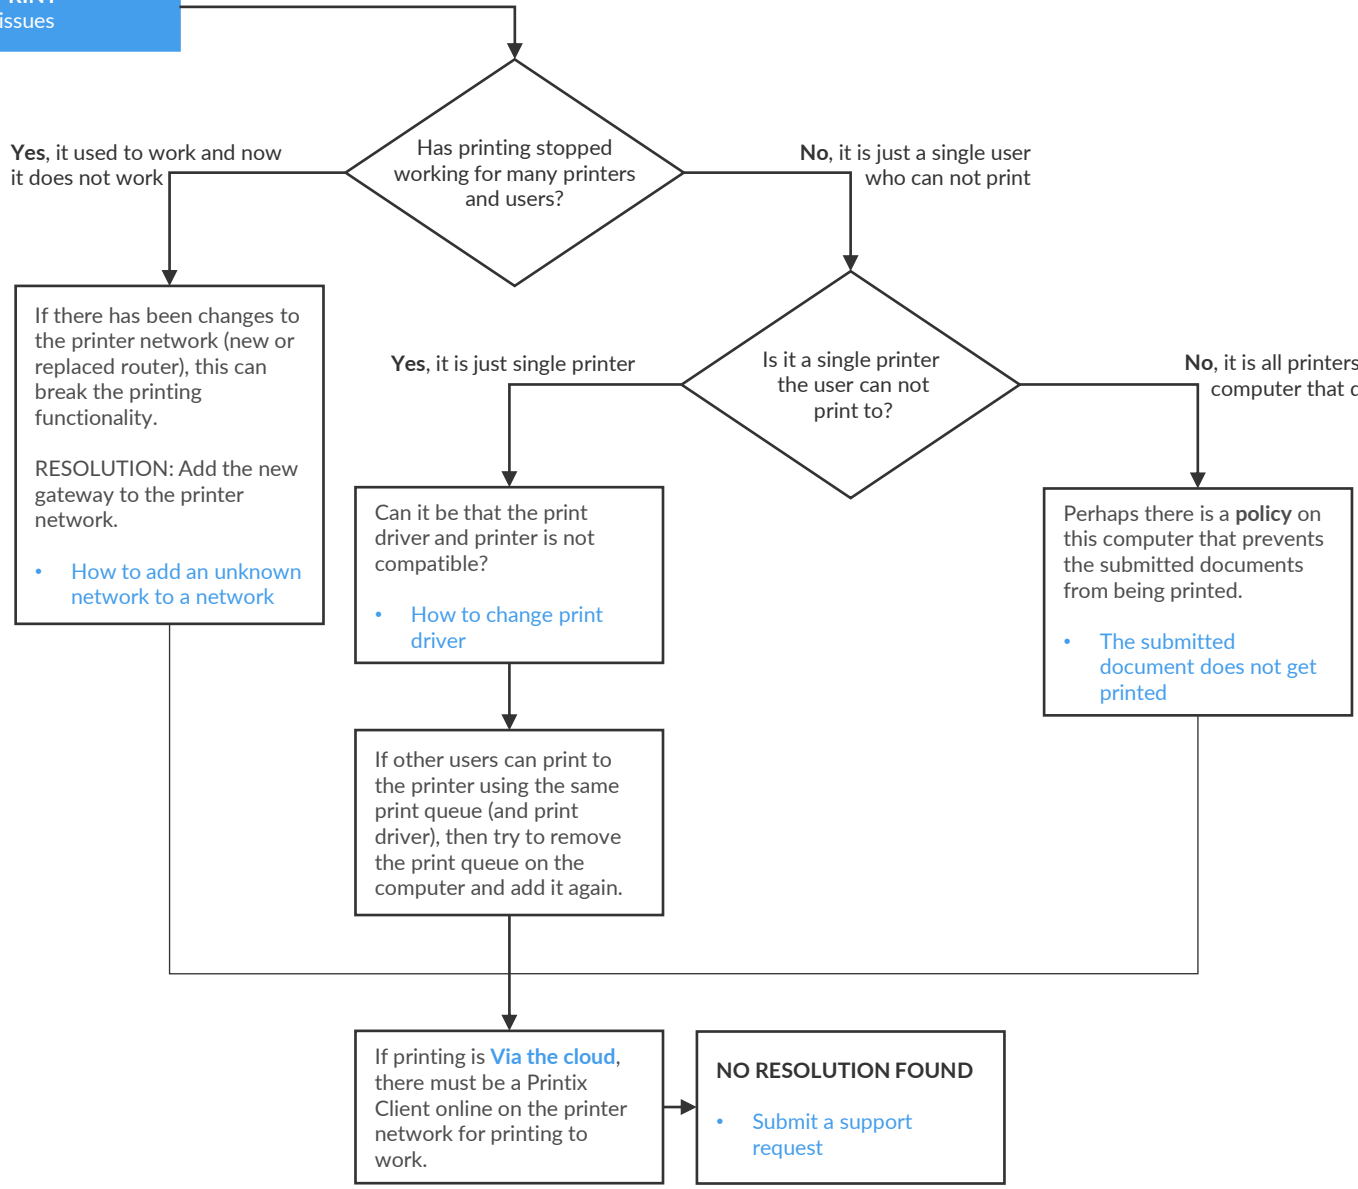 issues
Has printing stopped
working for many printers
and users?
Yes, it used to work and now
it does not work
No, it is just a single user
who can not print
If there has been changes to
the printer network (new or
replaced router), this can
break the printing
functionality.
RESOLUTION: Add the new
gateway to the printer
network.
• How to add an unknown
network to a network
Is it a single printer
the user can not
print to?
Yes, it is just single printer
No, it is all printers
computer that
Can it be that the print
driver and printer is not
compatible?
• How to change print
driver
Perhaps there is a policy on
this computer that prevents
the submitted documents
from being printed.
• The submitted
document does not get
printed
If other users can print to
the printer using the same
print queue (and print
driver), then try to remove
the print queue on the
computer and add it again.
If printing is Via the cloud,
there must be a Printix
Client online on the printer
network for printing to
work.
NO RESOLUTION FOUND
• Submit a support
request